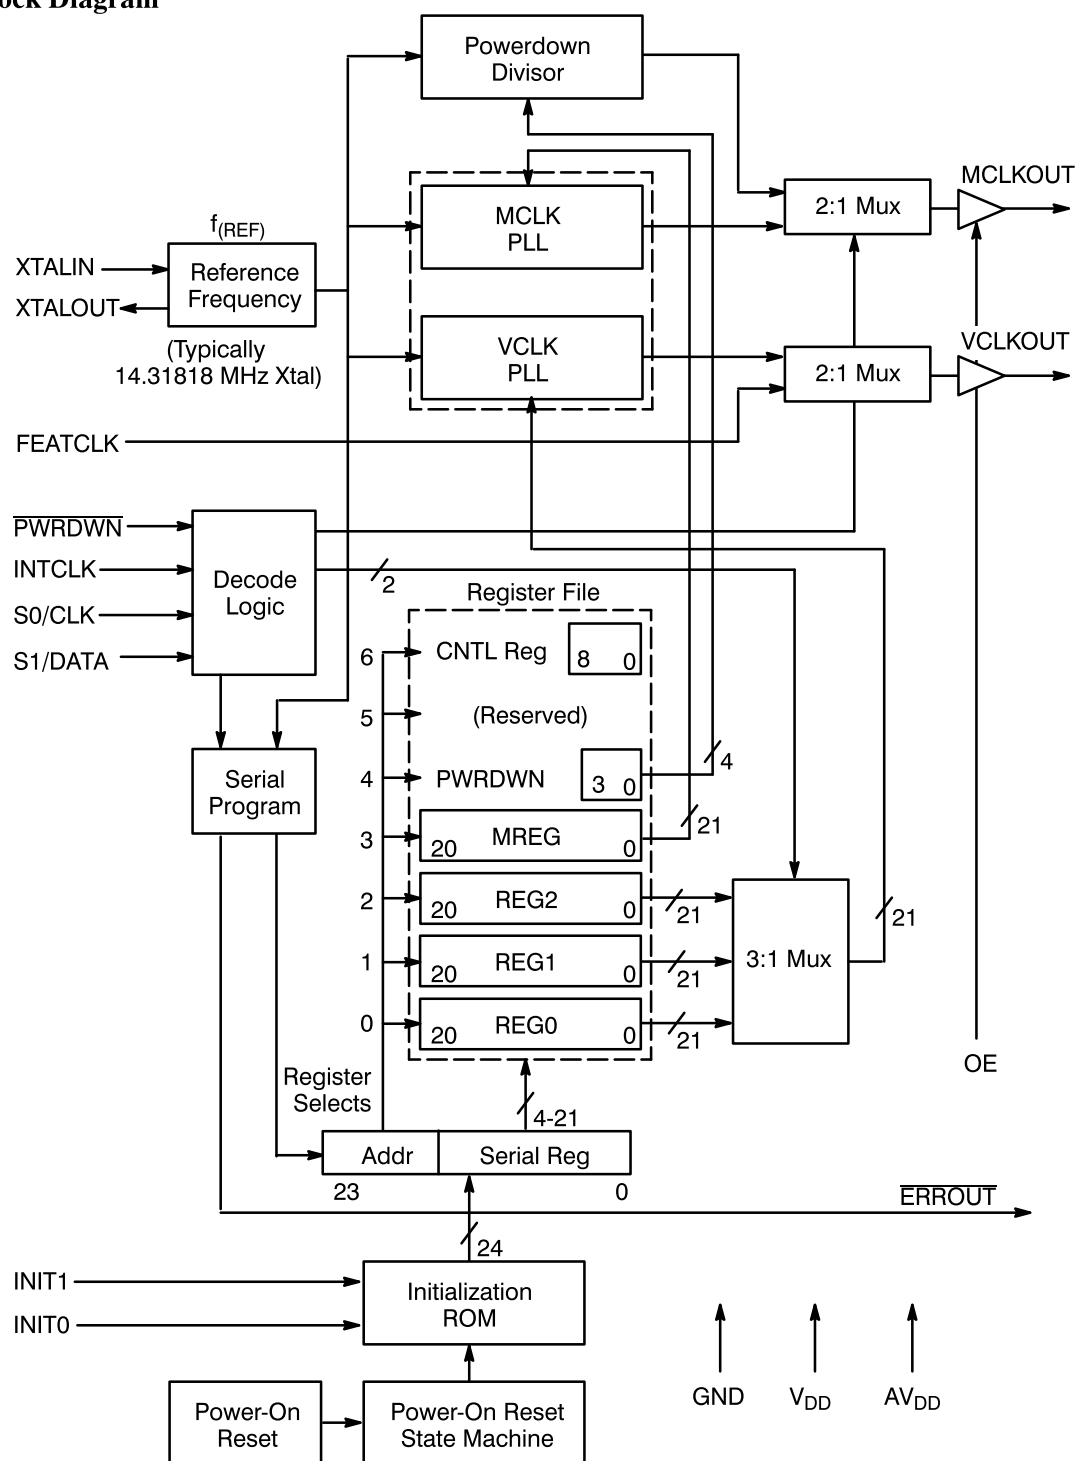 ock Diagram
Powerdown
Divisor
MCLKOUT
MCLK
PLL
2:1 Mux
f(REF)
XTALIN
Reference
Frequency
XTALOUT
(Typically
14.31818 MHz Xtal)
VCLK
PLL
VCLKOUT
2:1 Mux
FEATCLK
PWRDWN
INTCLK
S0/CLK
S1/DATA
Decode
Logic
2
Register File
6
CNTL Reg
8 0
5
(Reserved)
4
PWRDWN
3 0
4
Serial
Program
3
20 MREG 0
21
2
20 REG2 0
21
21
1
20 REG1 0
21
3:1 Mux
0
20 REG0 0
21
OE
Register
Selects
4-21
Addr
Serial Reg
23
0
ERROUT
24
INIT1
INIT0
Initialization
ROM
GND
VDD
AVDD
Power-On
Reset
Power-On Reset
State Machine